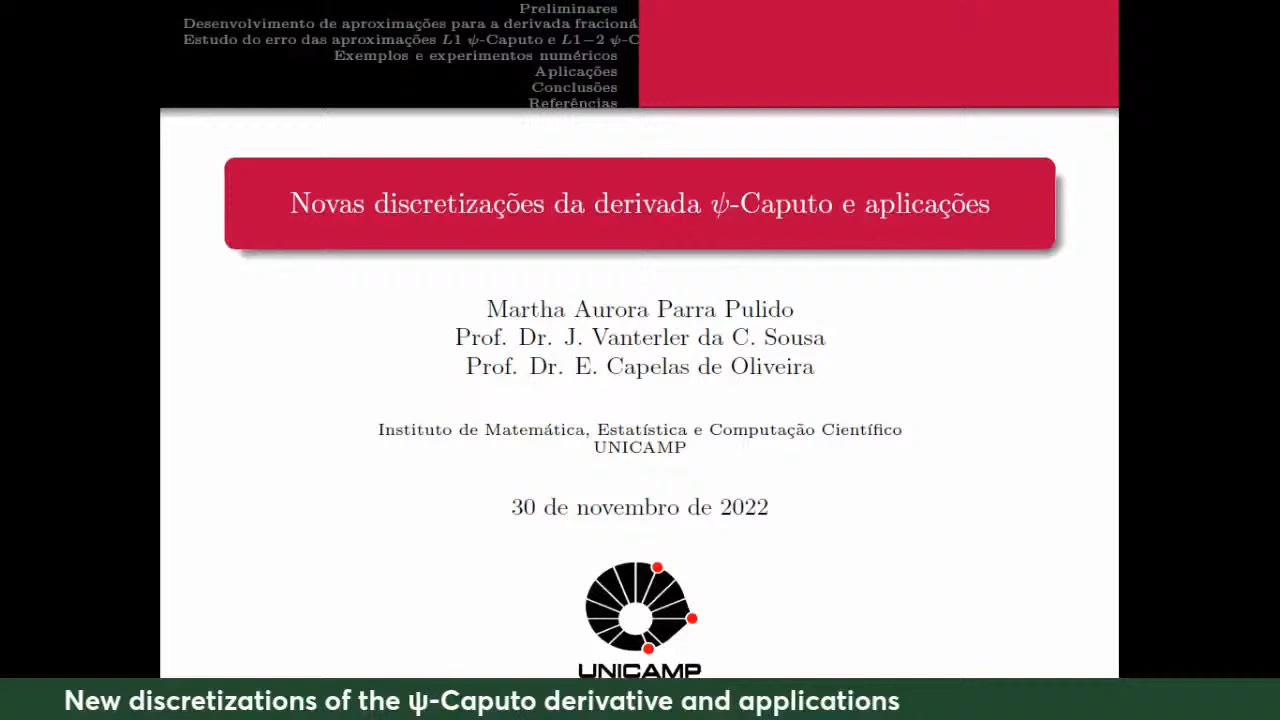 Preliminares
Desenvolvimento de aproximações para a derivada fracioná
Estudo do erro das aproximações L1 ψ-Caputo e L1−2 ψ-C
Exemplos e experimentos numéricos
Aplicações
Conclusões
Referências
Novas discretizações da derivada ψ-Caputo e aplicações
Martha Aurora Parra Pulido
Prof. Dr. J. Vanterler da C. Sousa
Prof. Dr. E. Capelas de Oliveira
Instituto de Matemática, Estatística e Computação Científico
UNICAMP
30 de novembro de 2022
UNICAMP
New discretizations of the ψ-Caputo derivative and applications